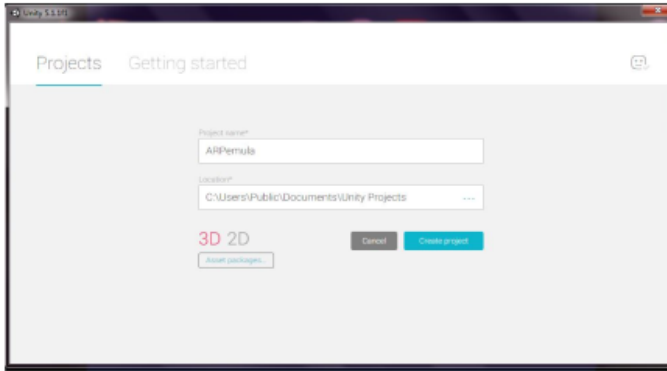 Unity 5.1.1f1
Projects Getting started
Project name*
ARPemula
Location*
C:\Users\Public\Documents\Unity Projects ...
3D 2D
Cancel Create project
Asset packages...